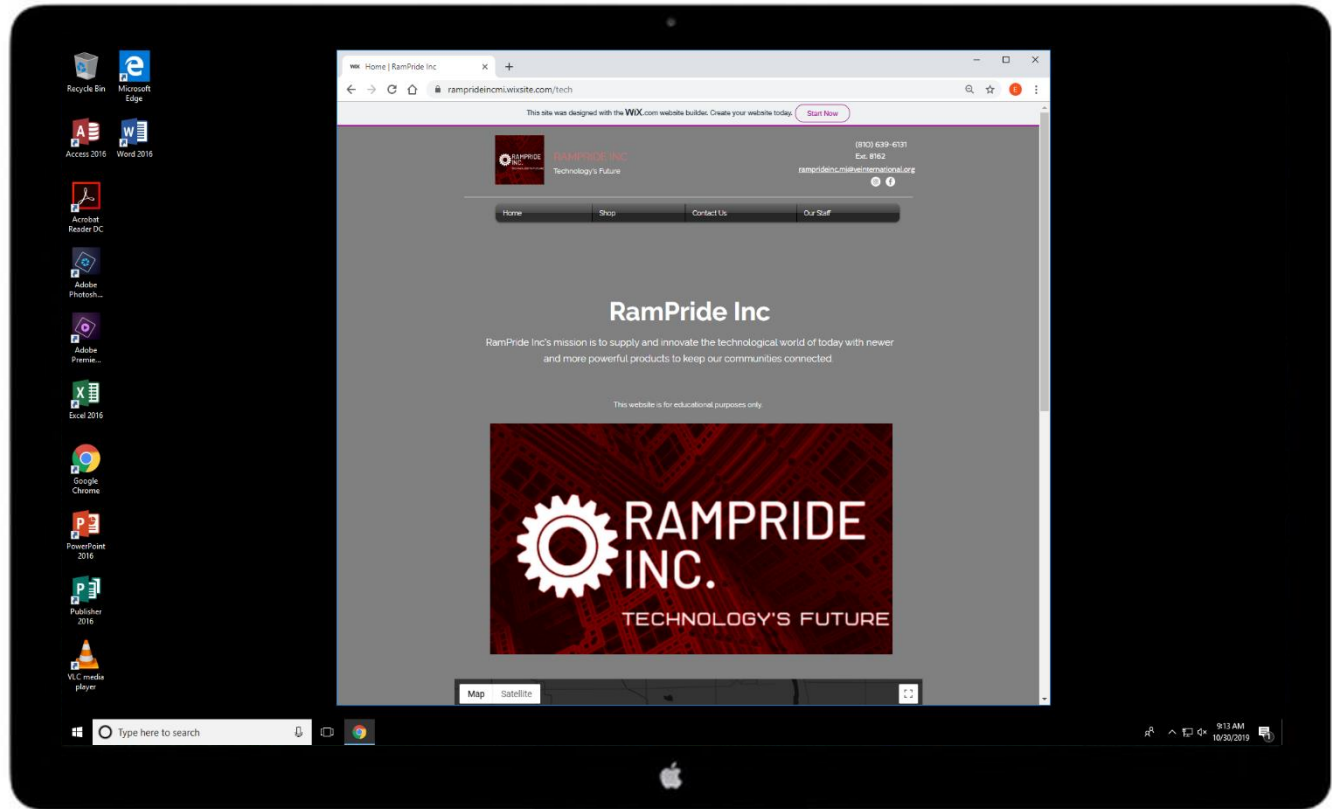 Recycle Bin
Microsoft
Edge
Access 2016
Word 2016
Acrobat
Reader DC
Adobe
Photosh...
Adobe
Premie...
Excel 2016
Google
Chrome
PowerPoint
2016
Publisher
2016
VLC media
player
WIX Home | RamPride Inc
ramprideincmi.wixsite.com/tech
E
This site was designed with the WiX.com website builder. Create your website today. Start Now
RAMPRIDE
INC.
RAMPRIDE INC
Technology's Future
(810) 639-6131
Ext. 8162
ramprideinc.mi@veinternational.org
Home Shop Contact Us Our Staff
RamPride Inc
RamPride Inc's mission is to supply and innovate the technological world of today with newer
and more powerful products to keep our communities connected.
This website is for educational purposes only.
RAMPRIDE
INC.
TECHNOLOGY'S FUTURE
Map Satellite
Type here to search
9:13 AM
10/30/2019
1